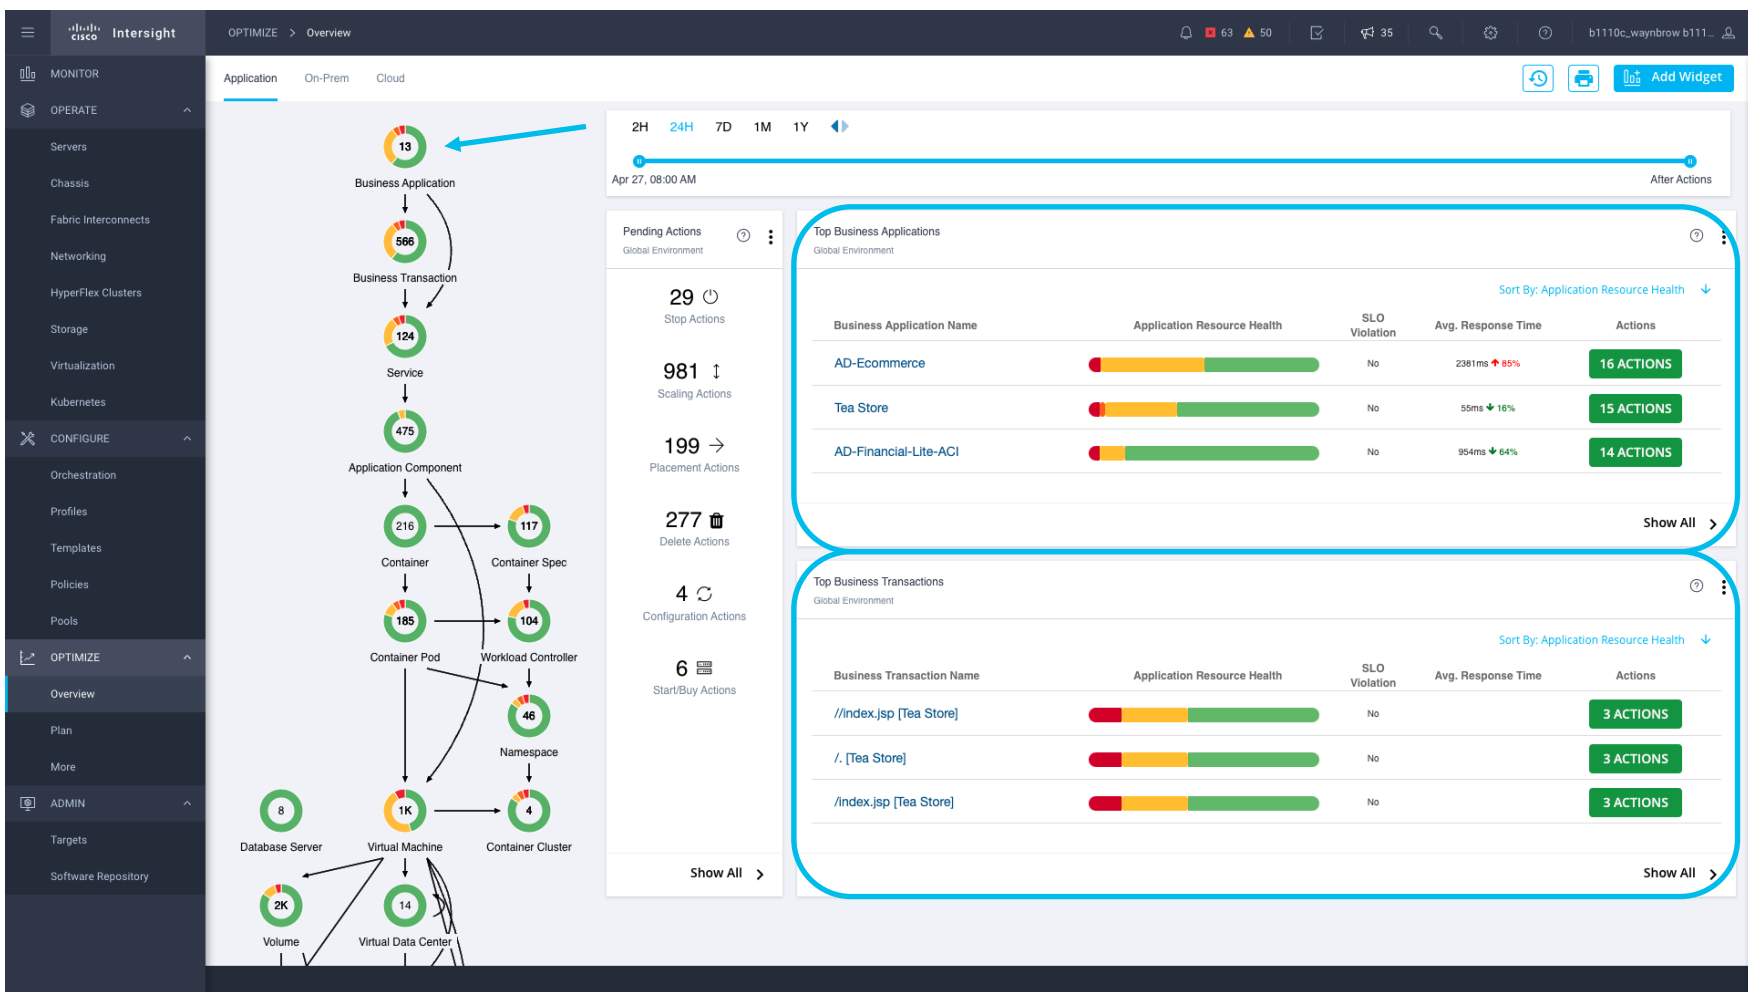 cisco Intersight
OPTIMIZE > Overview
63 50
35
b1110c_waynbrow b111...
MONITOR
OPERATE
Servers
Chassis
Fabric Interconnects
Networking
HyperFlex Clusters
Storage
Virtualization
Kubernetes
CONFIGURE
Orchestration
Profiles
Templates
Policies
Pools
OPTIMIZE
Overview
Plan
More
ADMIN
Targets
Software Repository
Application On-Prem Cloud
Add Widget
13
Business Application
566
Business Transaction
124
Service
475
Application Component
216
Container
117
Container Spec
185
Container Pod
104
Workload Controller
46
Namespace
8
Database Server
1K
Virtual Machine
4
Container Cluster
2K
Volume
14
Virtual Data Center
2H 24H 7D 1M 1Y
Apr 27, 08:00 AM
After Actions
Pending Actions
Global Environment
29
Stop Actions
981
Scaling Actions
199
Placement Actions
277
Delete Actions
4
Configuration Actions
6
Start/Buy Actions
Show All
Top Business Applications
Global Environment
Sort By: Application Resource Health
Business Application Name Application Resource Health SLO Violation Avg. Response Time Actions
AD-Ecommerce No 2381ms 85% 16 ACTIONS
Tea Store No 55ms 16% 15 ACTIONS
AD-Financial-Lite-ACI No 954ms 64% 14 ACTIONS
Show All
Top Business Transactions
Global Environment
Sort By: Application Resource Health
Business Transaction Name Application Resource Health SLO Violation Avg. Response Time Actions
//index.jsp [Tea Store] No 3 ACTIONS
/. [Tea Store] No 3 ACTIONS
/index.jsp [Tea Store] No 3 ACTIONS
Show All